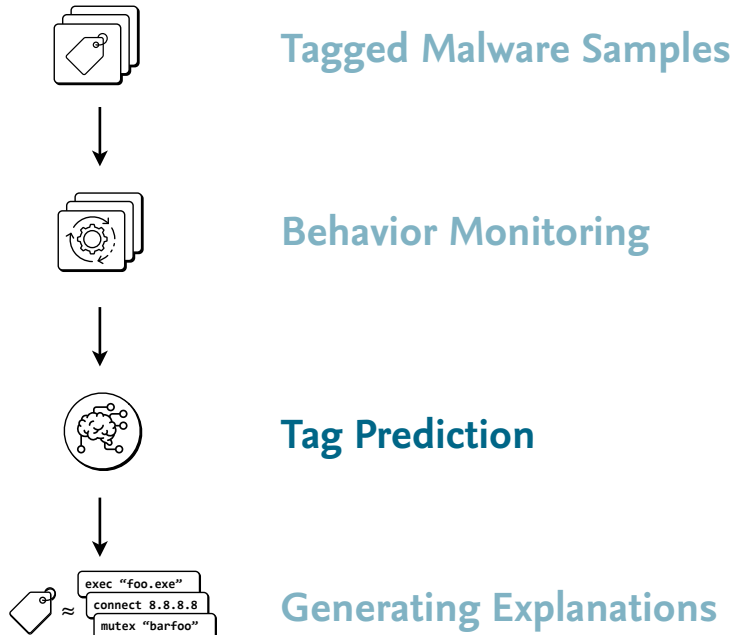 Tagged Malware Samples
Behavior Monitoring
Tag Prediction
≈
exec “foo.exe”
connect 8.8.8.8
mutex “barfoo”
Generating Explanations